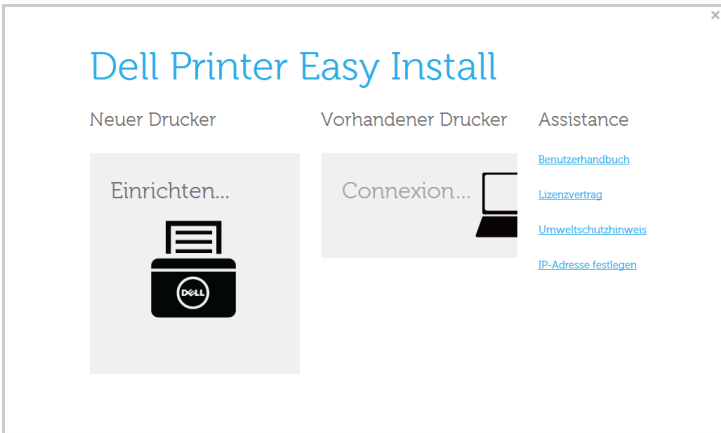 ×
Dell Printer Easy Install
Neuer Drucker
Vorhandener Drucker
Assistance
Einrichten...
DELL
Connexion...
Benutzerhandbuch
Lizenzvertrag
Umweltschutzhinweis
IP-Adresse festlegen